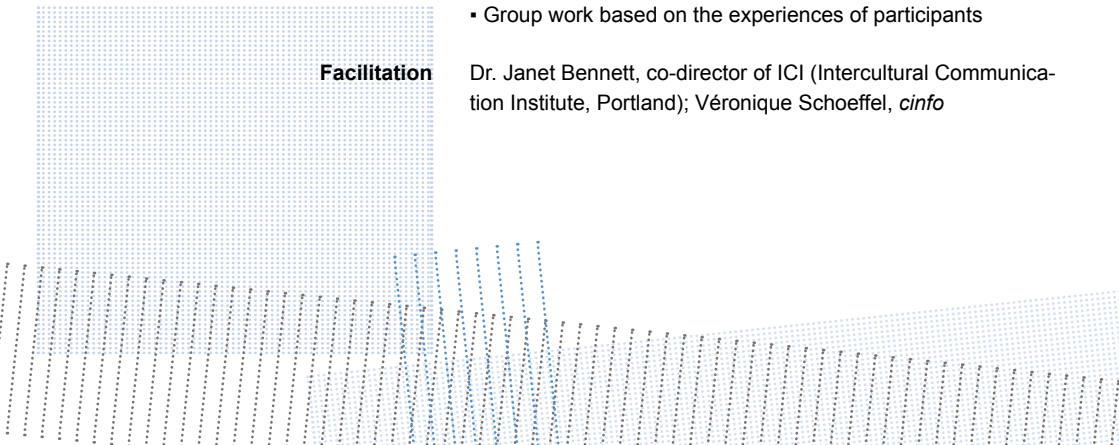 ▪ Group work based on the experiences of participants
Facilitation Dr. Janet Bennett, co-director of ICI (Intercultural Communica-
tion Institute, Portland); Véronique Schoeffel, cinfo